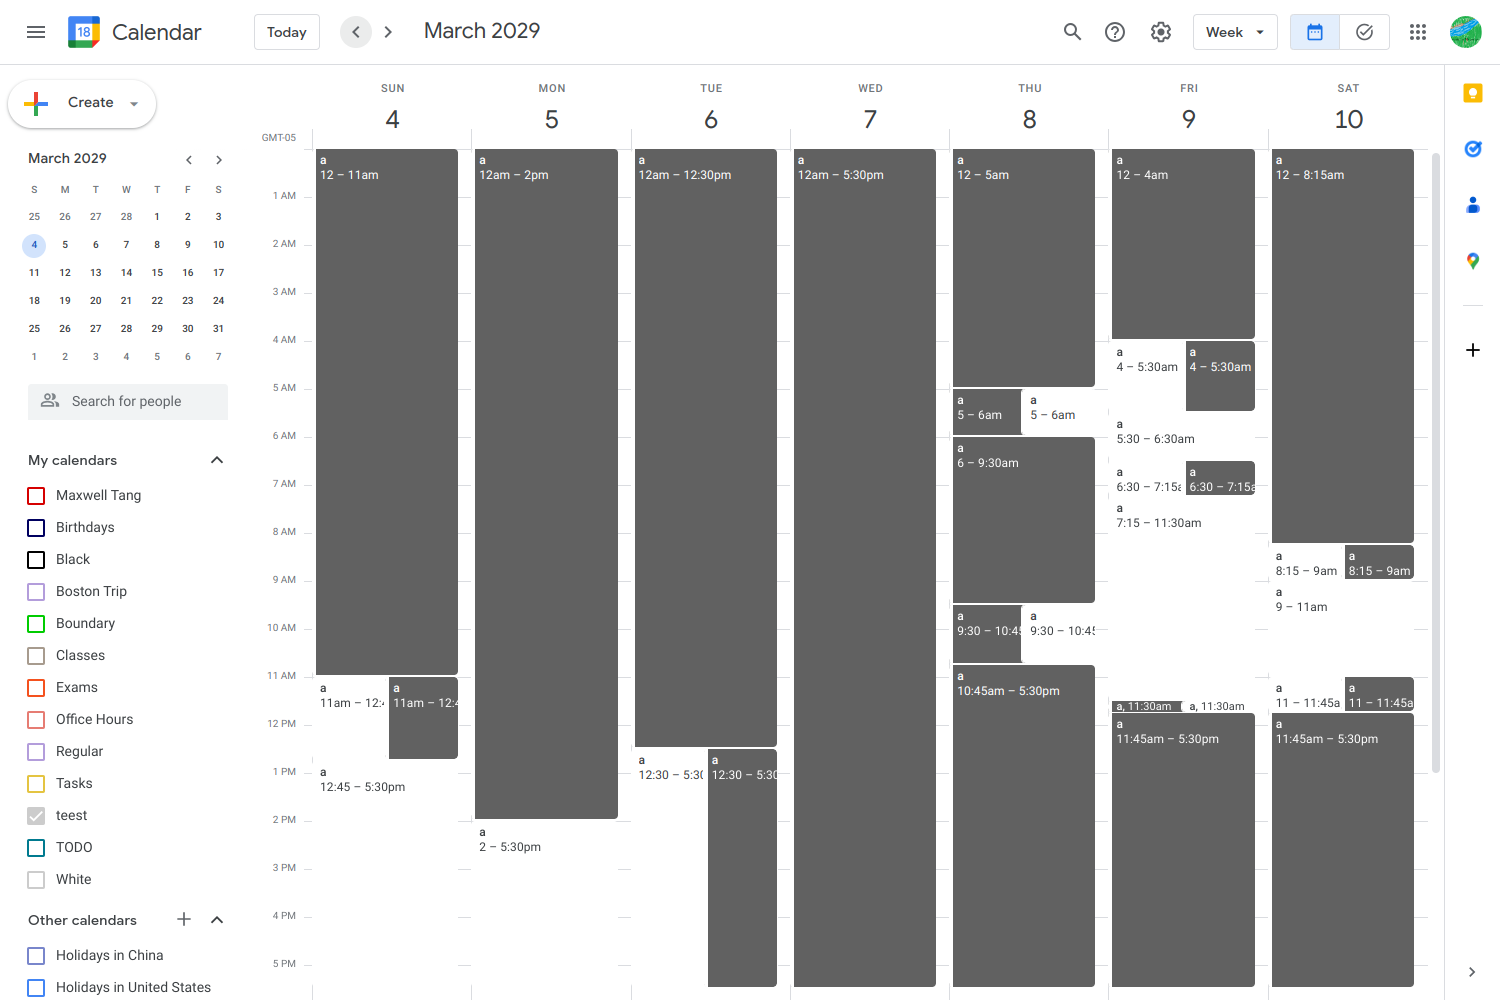 18
Calendar
Today
March 2029
Week
Create
March 2029
S M T W T F S
25 26 27 28 1 2 3
4 5 6 7 8 9 10
11 12 13 14 15 16 17
18 19 20 21 22 23 24
25 26 27 28 29 30 31
1 2 3 4 5 6 7
Search for people
My calendars
Maxwell Tang
Birthdays
Black
Boston Trip
Boundary
Classes
Exams
Office Hours
Regular
Tasks
teest
TODO
White
Other calendars
Holidays in China
Holidays in United States
GMT-05
1 AM
2 AM
3 AM
4 AM
5 AM
6 AM
7 AM
8 AM
9 AM
10 AM
11 AM
12 PM
1 PM
2 PM
3 PM
4 PM
5 PM
SUN
4
a
12 – 11am
a
11am – 12:4
a
11am – 12:4
a
12:45 – 5:30pm
MON
5
a
12am – 2pm
a
2 – 5:30pm
TUE
6
a
12am – 12:30pm
a
12:30 – 5:30
a
12:30 – 5:30
WED
7
a
12am – 5:30pm
THU
8
a
12 – 5am
a
5 – 6am
a
5 – 6am
a
6 – 9:30am
a
9:30 – 10:45
a
9:30 – 10:45
a
10:45am – 5:30pm
FRI
9
a
12 – 4am
a
4 – 5:30am
a
4 – 5:30am
a
5:30 – 6:30am
a
6:30 – 7:15a
a
6:30 – 7:15a
a
7:15 – 11:30am
a, 11:30am
a, 11:30am
a
11:45am – 5:30pm
SAT
10
a
12 – 8:15am
a
8:15 – 9am
a
8:15 – 9am
a
9 – 11am
a
11 – 11:45a
a
11 – 11:45a
a
11:45am – 5:30pm